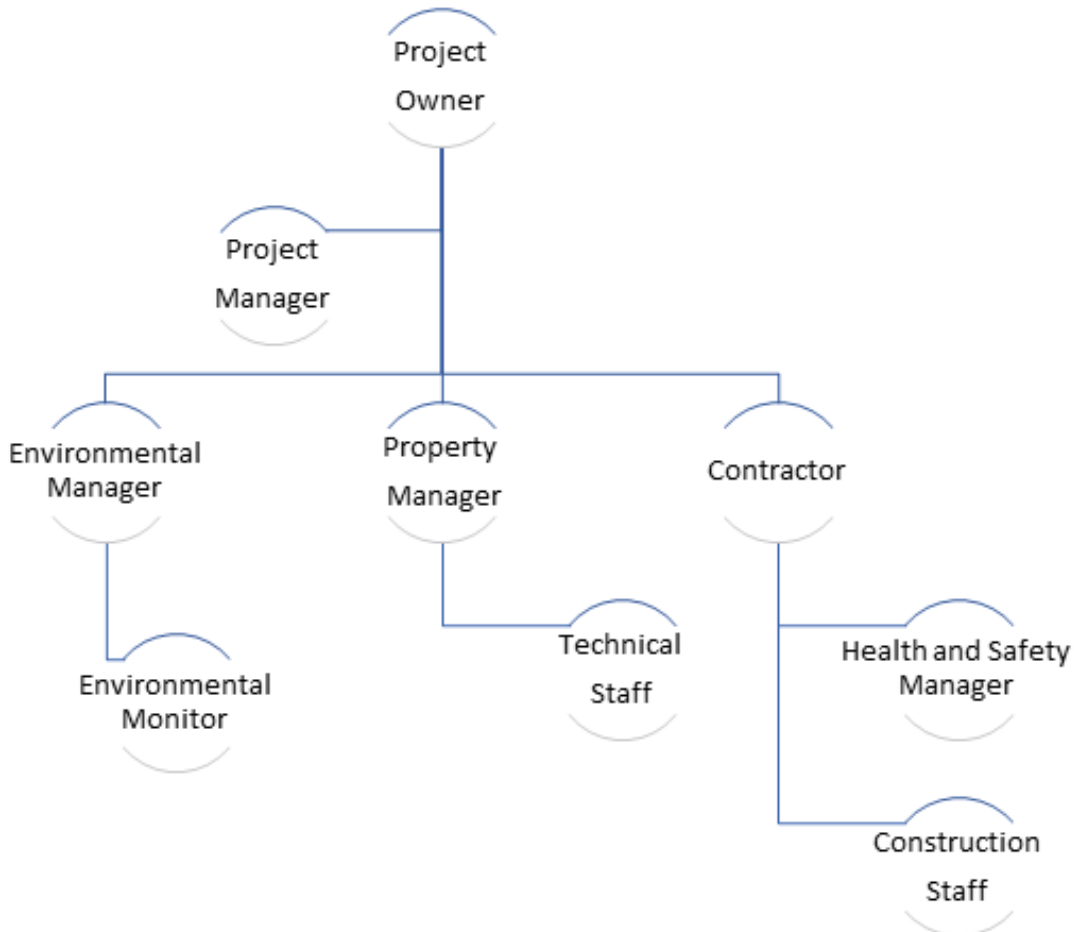 Project
Owner
Project
Manager
Environmental
Manager
Property
Manager
Contractor
Environmental
Monitor
Technical
Staff
Health and Safety
Manager
Construction
Staff